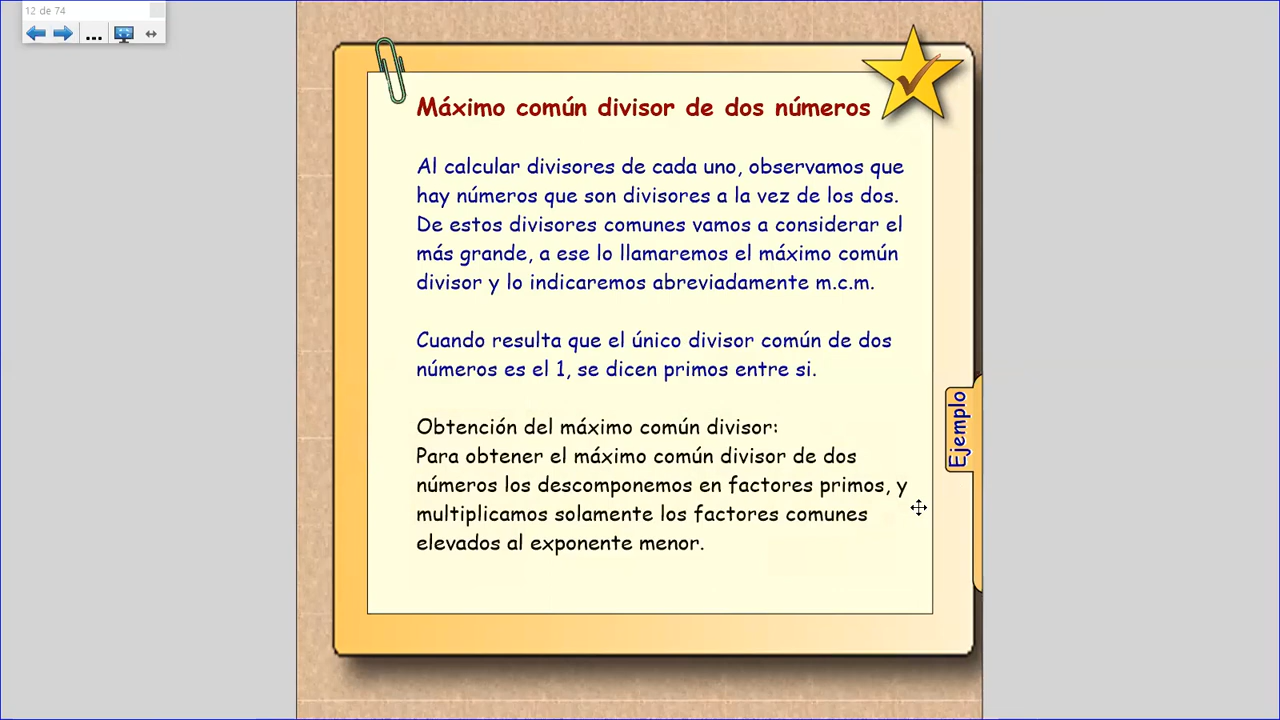 12 de 74
...
Máximo común divisor de dos números
Al calcular divisores de cada uno, observamos que
hay números que son divisores a la vez de los dos.
De estos divisores comunes vamos a considerar el
más grande, a ese lo llamaremos el máximo común
divisor y lo indicaremos abreviadamente m.c.m.
Cuando resulta que el único divisor común de dos
números es el 1, se dicen primos entre si.
Obtención del máximo común divisor:
Para obtener el máximo común divisor de dos
números los descomponemos en factores primos, y
multiplicamos solamente los factores comunes
elevados al exponente menor.
Ejemplo